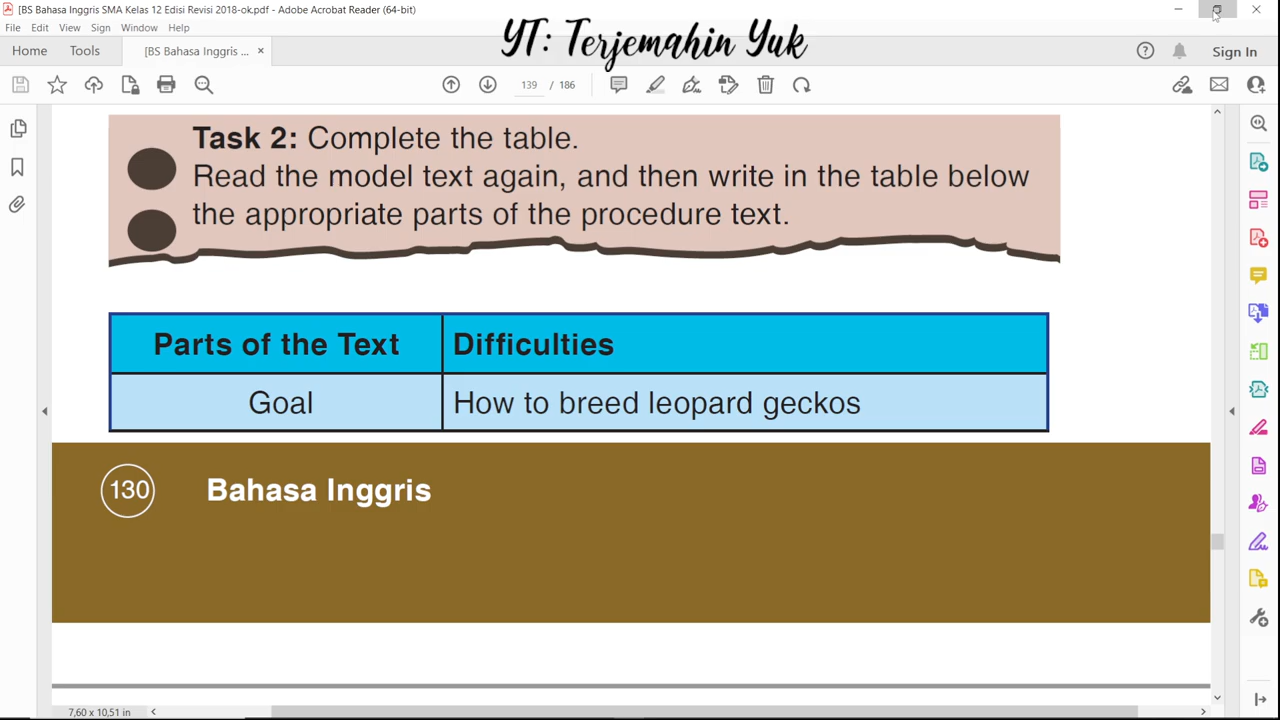 [BS Bahasa Inggris SMA Kelas 12 Edisi Revisi 2018-ok.pdf - Adobe Acrobat Reader (64-bit)
File Edit View Sign Window Help
YT: Terjemahin Yuk
Home Tools [BS Bahasa Inggris ... × Sign In
139 / 186
Task 2: Complete the table.
Read the model text again, and then write in the table below
the appropriate parts of the procedure text.
Parts of the Text Difficulties
Goal How to breed leopard geckos
130 Bahasa Inggris
7,60 x 10,51 in